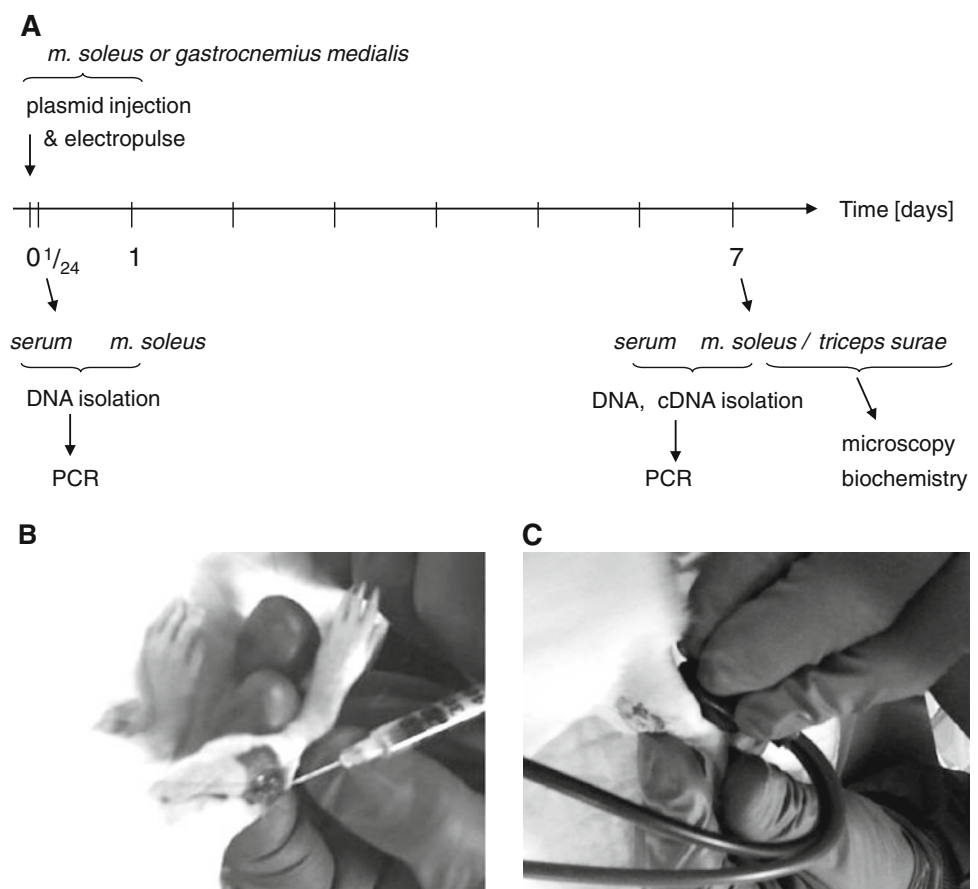 A
m. soleus or gastrocnemius medialis
plasmid injection
& electropulse
Time [days]
0 1/24 1 7
serum m. soleus serum m. soleus / triceps surae
DNA isolation DNA, cDNA isolation
PCR PCR
microscopy
biochemistry
B C